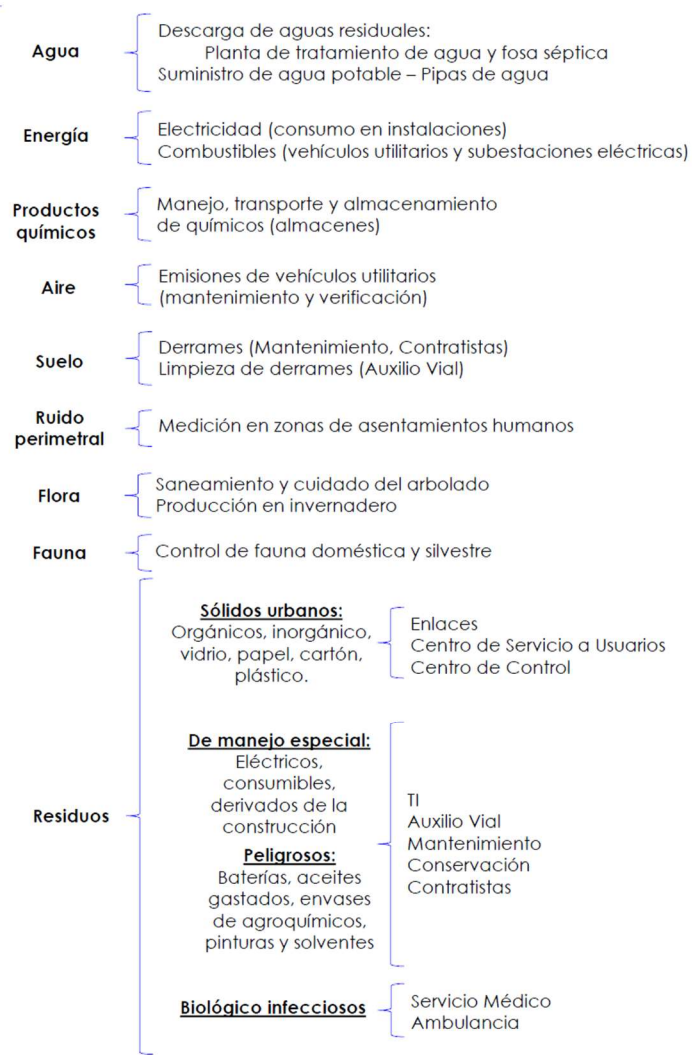 Agua
Descarga de aguas residuales:
Planta de tratamiento de agua y fosa séptica
Suministro de agua potable – Pipas de agua
Energía
Electricidad (consumo en instalaciones)
Combustibles (vehículos utilitarios y subestaciones eléctricas)
Productos
químicos
Manejo, transporte y almacenamiento
de químicos (almacenes)
Aire
Emisiones de vehículos utilitarios
(mantenimiento y verificación)
Suelo
Derrames (Mantenimiento, Contratistas)
Limpieza de derrames (Auxilio Vial)
Ruido
perimetral
Medición en zonas de asentamientos humanos
Flora
Saneamiento y cuidado del arbolado
Producción en invernadero
Fauna
Control de fauna doméstica y silvestre
Residuos
Sólidos urbanos:
Orgánicos, inorgánico,
vidrio, papel, cartón,
plástico.
Enlaces
Centro de Servicio a Usuarios
Centro de Control
De manejo especial:
Eléctricos,
consumibles,
derivados de la
construcción
Peligrosos:
Baterías, aceites
gastados, envases
de agroquímicos,
pinturas y solventes
TI
Auxilio Vial
Mantenimiento
Conservación
Contratistas
Biológico infecciosos
Servicio Médico
Ambulancia